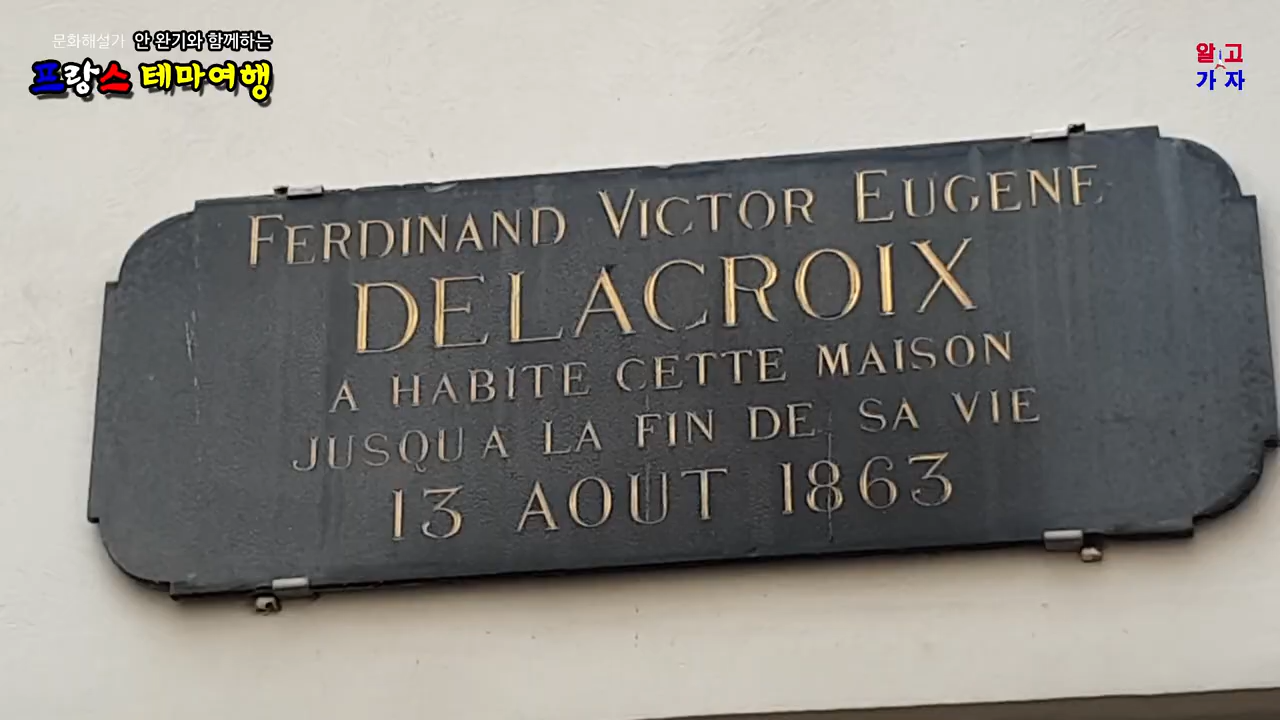 문화해설가 안 완기와 함께하는
프랑스 테마여행
알고
가자
FERDINAND VICTOR EUGENE
DELACROIX
A HABITE CETTE MAISON
JUSQU A LA FIN DE SA VIE
13 AOUT 1863